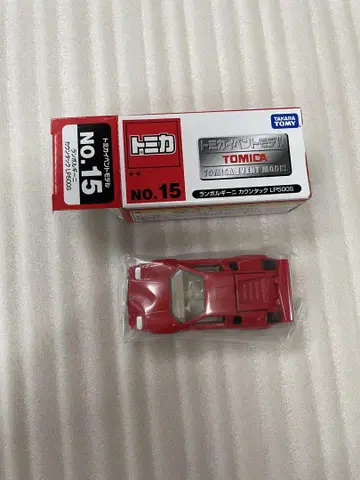 トミカイベントモデル
NO.15
ランボルギーニ
カウンタック LP500S
トミカ
NO.15
TAKARA
TOMY
トミカイベントモデル
TOMICA
TOMICA EVENT MODEL
ランボルギーニ カウンタック LP500S
NO. 15